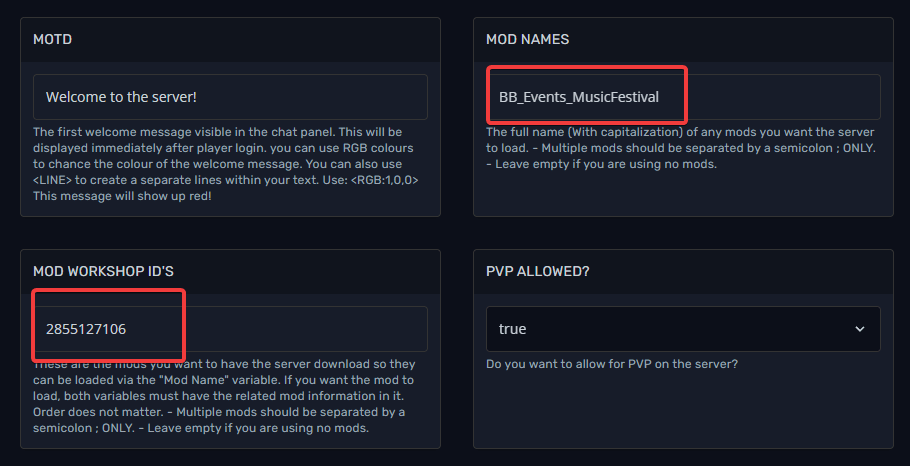 MOTD
Welcome to the server!
The first welcome message visible in the chat panel. This will be
displayed immediately after player login. you can use RGB colours
to chance the colour of the welcome message. You can also use
<LINE> to create a separate lines within your text. Use: <RGB:1,0,0>
This message will show up red!
MOD NAMES
BB_Events_MusicFestival
The full name (With capitalization) of any mods you want the server
to load. - Multiple mods should be separated by a semicolon ; ONLY.
- Leave empty if you are using no mods.
MOD WORKSHOP ID'S
2855127106
These are the mods you want to have the server download so they
can be loaded via the "Mod Name" variable. If you want the mod to
load, both variables must have the related mod information in it.
Order does not matter. - Multiple mods should be separated by a
semicolon ; ONLY. - Leave empty if you are using no mods.
PVP ALLOWED?
true
Do you want to allow for PVP on the server?